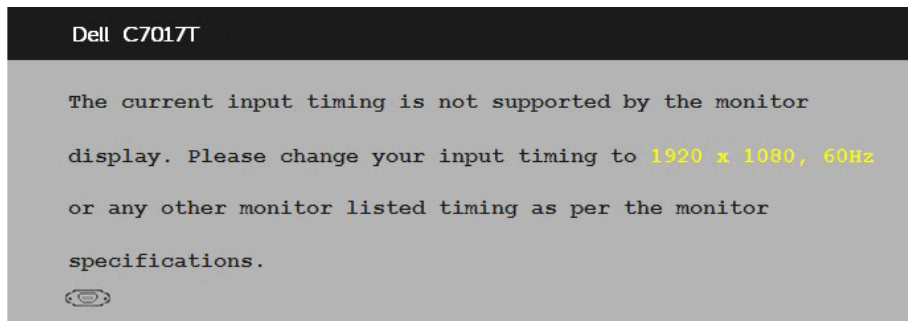 Dell C7017T
The current input timing is not supported by the monitor
display. Please change your input timing to 1920 x 1080, 60Hz
or any other monitor listed timing as per the monitor
specifications.